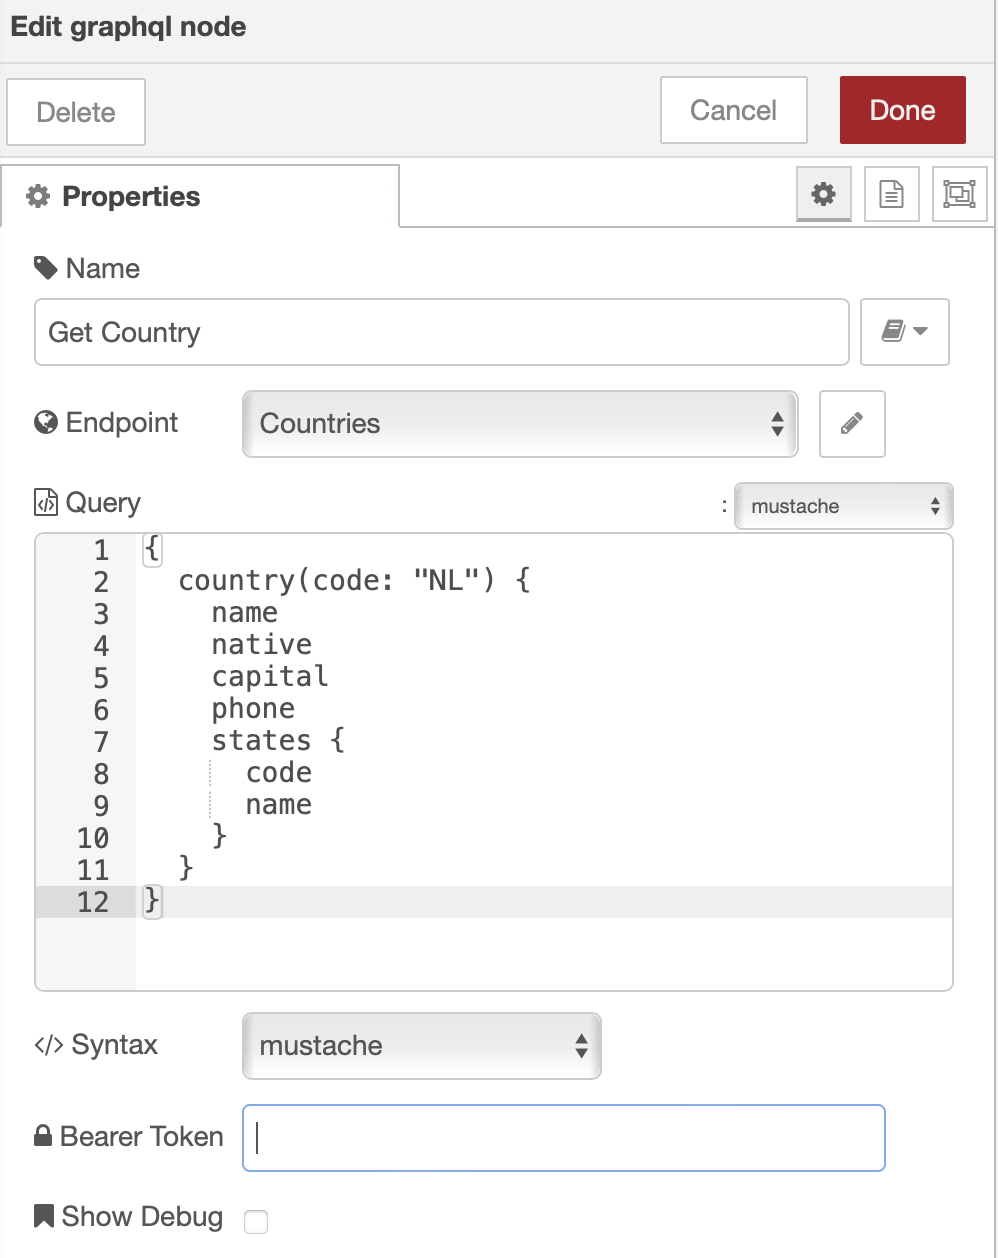 Edit graphql node
Delete Cancel Done
Properties
Name
Get Country
Endpoint Countries
Query : mustache
1 {
2 country(code: "NL") {
3 name
4 native
5 capital
6 phone
7 states {
8 code
9 name
10 }
11 }
12 }
</> Syntax mustache
Bearer Token
Show Debug